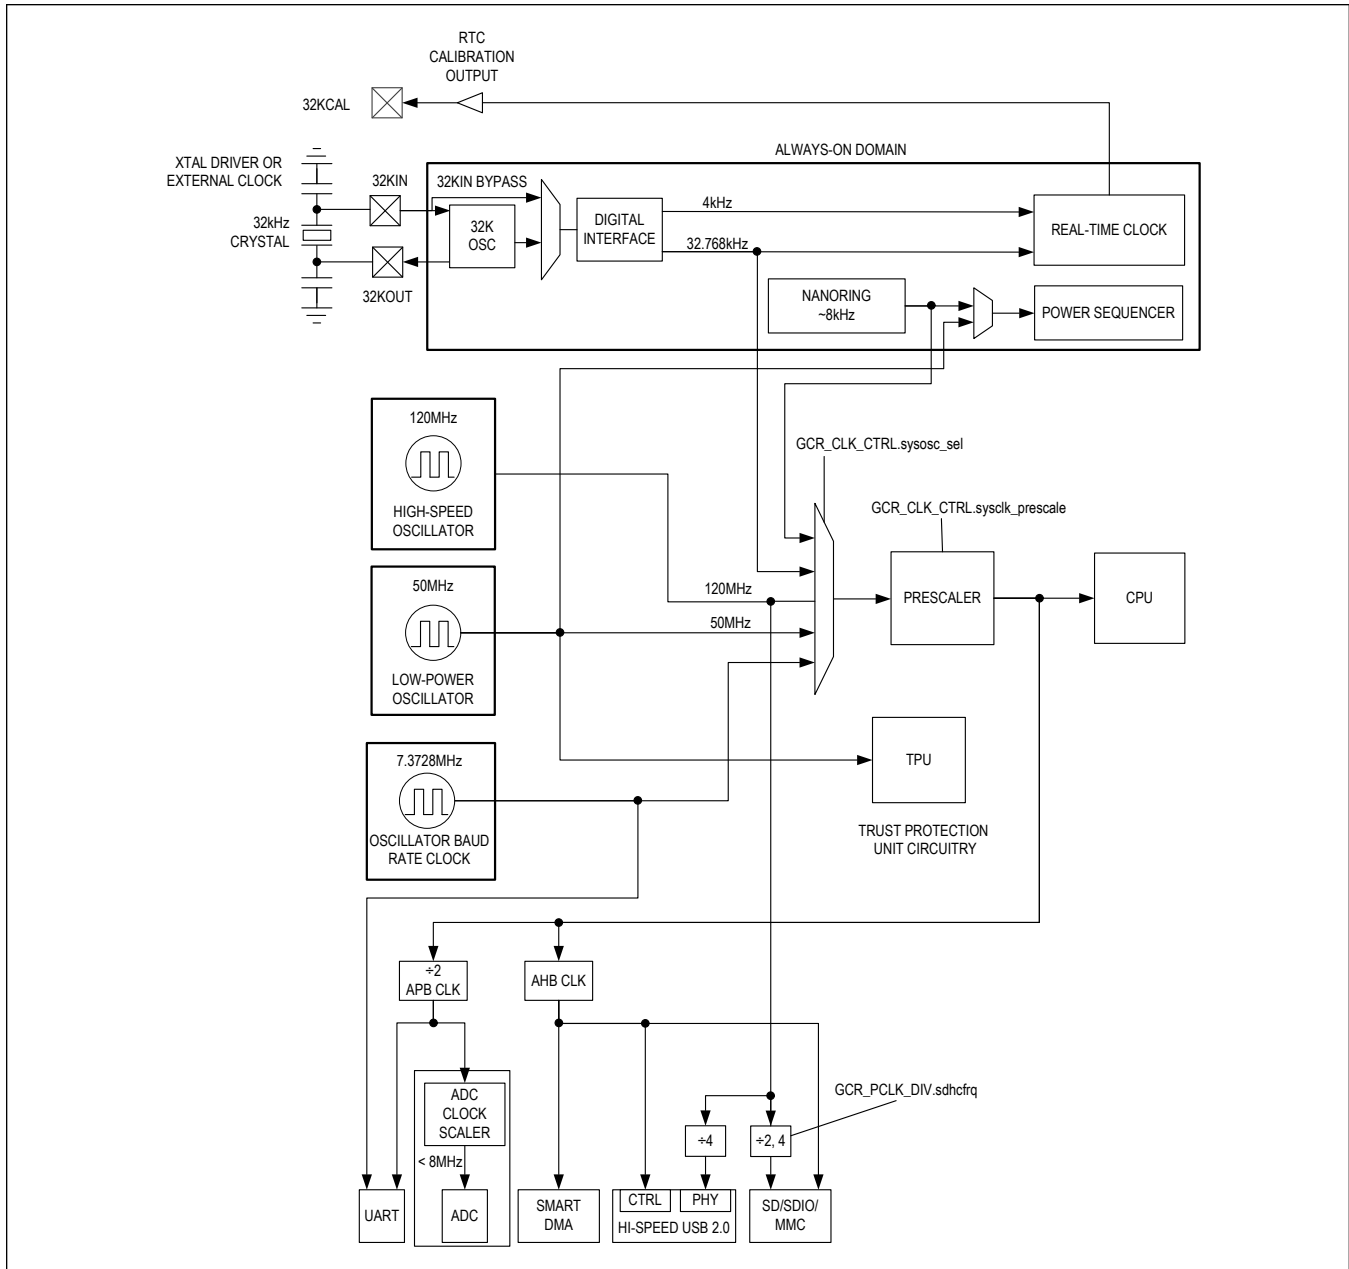 RTC
CALIBRATION
OUTPUT
32KCAL
ALWAYS-ON DOMAIN
XTAL DRIVER OR
EXTERNAL CLOCK
32KIN
32KIN BYPASS
32kHz
CRYSTAL
32K
OSC
DIGITAL
INTERFACE
4kHz
32.768kHz
REAL-TIME CLOCK
32KOUT
NANORING
~8kHz
POWER SEQUENCER
120MHz
HIGH-SPEED
OSCILLATOR
GCR_CLK_CTRL.sysosc_sel
GCR_CLK_CTRL.sysclk_prescale
50MHz
LOW-POWER
OSCILLATOR
120MHz
50MHz
PRESCALER
CPU
7.3728MHz
OSCILLATOR BAUD
RATE CLOCK
TPU
TRUST PROTECTION
UNIT CIRCUITRY
÷2
APB CLK
AHB CLK
ADC
CLOCK
SCALER
< 8MHz
GCR_PCLK_DIV.sdhcfrq
÷4
÷2, 4
UART
ADC
SMART
DMA
CTRL
PHY
HI-SPEED USB 2.0
SD/SDIO/
MMC